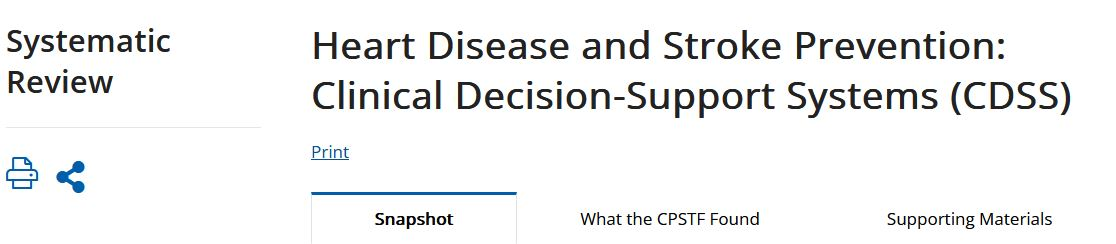 Systematic
Review
Heart Disease and Stroke Prevention:
Clinical Decision-Support Systems (CDSS)
Print
Snapshot
What the CPSTF Found
Supporting Materials